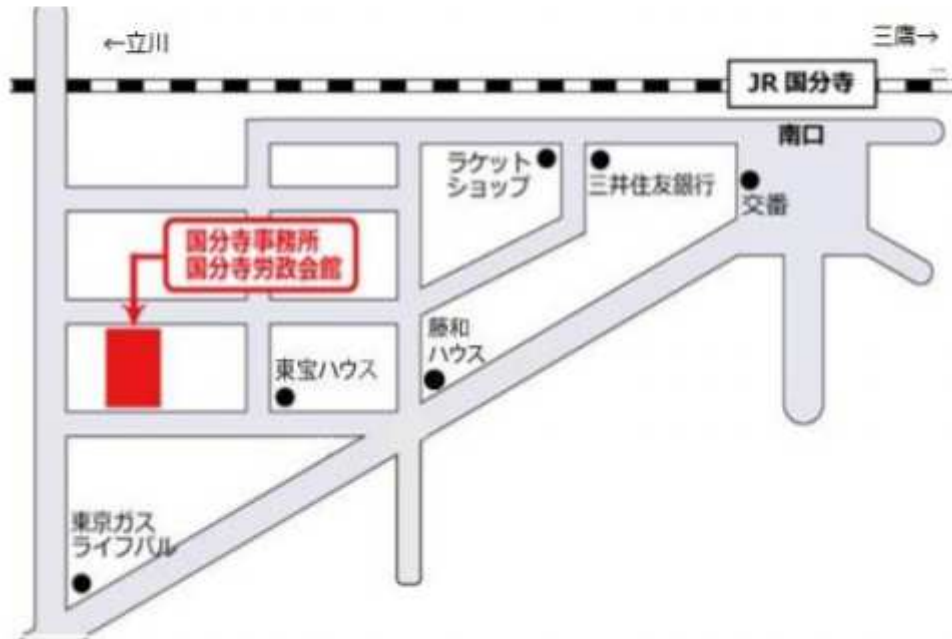 ←立川
三鷹→
JR 国分寺
南口
ラケット
ショップ
三井住友銀行
交番
国分寺事務所
国分寺労政会館
藤和
ハウス
東宝ハウス
東京ガス
ライフバル